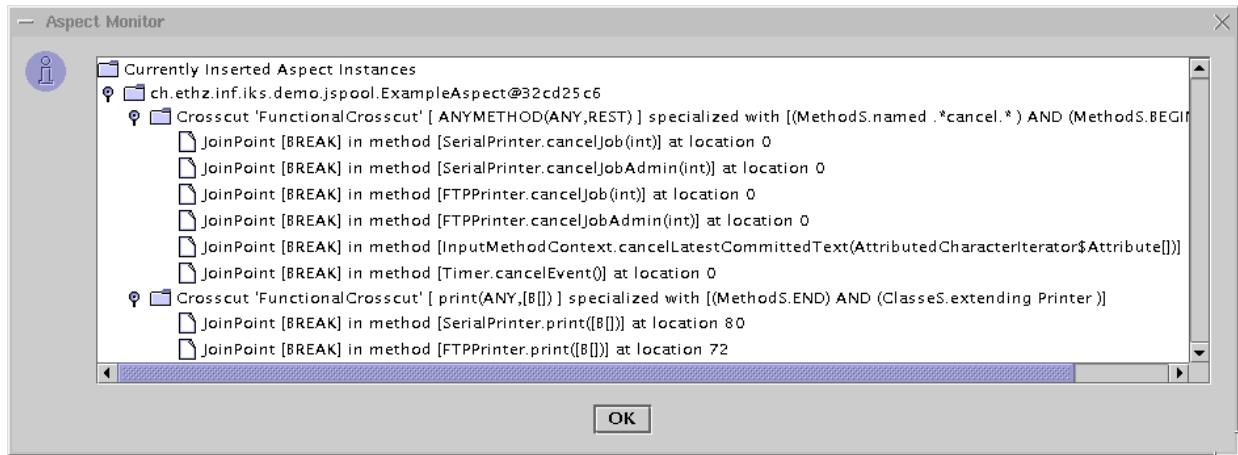 Aspect Monitor
Currently Inserted Aspect Instances
ch.ethz.inf.iks.demo.jspool.ExampleAspect@32cd25c6
Crosscut 'FunctionalCrosscut' [ ANYMETHOD(ANY,REST) ] specialized with [(MethodS.named .*cancel.* ) AND (MethodS.BEGIN
JoinPoint [BREAK] in method [SerialPrinter.cancelJob(int)] at location 0
JoinPoint [BREAK] in method [SerialPrinter.cancelJobAdmin(int)] at location 0
JoinPoint [BREAK] in method [FTPPrinter.cancelJob(int)] at location 0
JoinPoint [BREAK] in method [FTPPrinter.cancelJobAdmin(int)] at location 0
JoinPoint [BREAK] in method [InputMethodContext.cancelLatestCommittedText(AttributedCharacterIterator$Attribute[])]
JoinPoint [BREAK] in method [Timer.cancelEvent()] at location 0
Crosscut 'FunctionalCrosscut' [ print(ANY,[B[]) ] specialized with [(MethodS.END) AND (ClasseS.extending Printer )]
JoinPoint [BREAK] in method [SerialPrinter.print([B[])] at location 80
JoinPoint [BREAK] in method [FTPPrinter.print([B[])] at location 72
OK